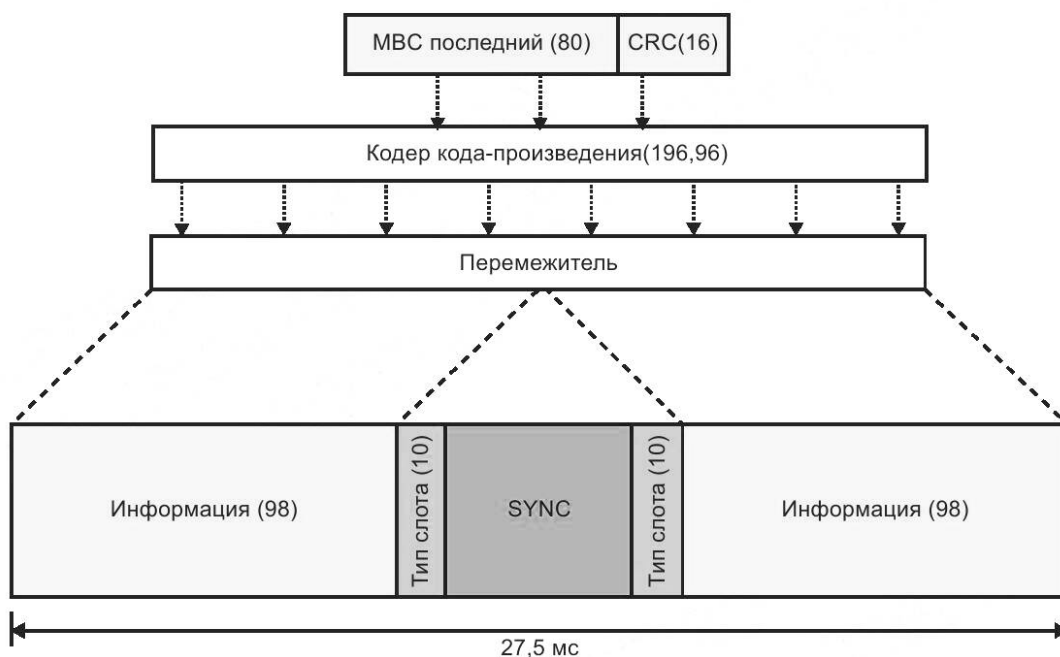 МВС последний (80) CRC(16)
Кодер кода-произведения(196,96)
Перемежитель
Информация (98) Тип слота (10) SYNC Тип слота (10) Информация (98)
27,5 мс